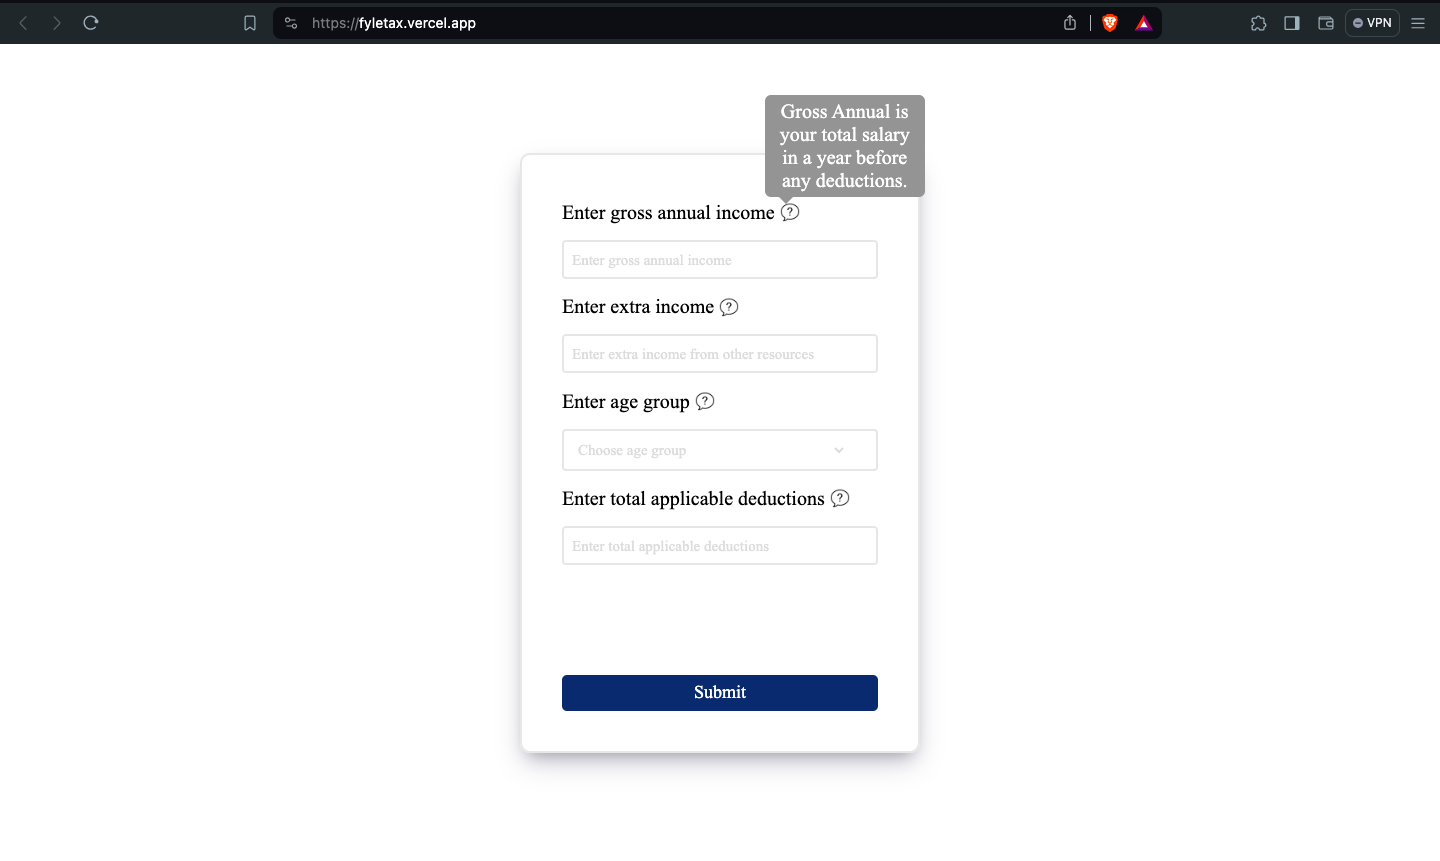 https://fyletax.vercel.app
VPN
Gross Annual is
your total salary
in a year before
any deductions.
Enter gross annual income
Enter gross annual income
Enter extra income
Enter extra income from other resources
Enter age group
Choose age group
Enter total applicable deductions
Enter total applicable deductions
Submit